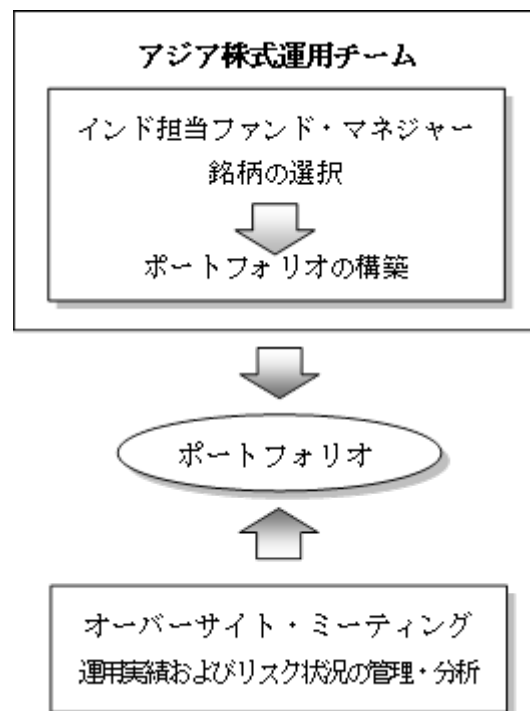 アジア株式運用チーム
インド担当ファンド・マネジャー
銘柄の選択
ポートフォリオの構築
ポートフォリオ
オーバーサイト・ミーティング
運用実績およびリスク状況の管理・分析